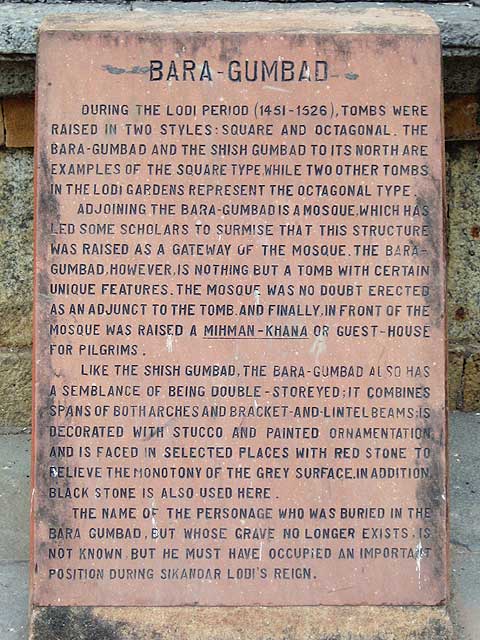 BARA-GUMBAD
DURING THE LODI PERIOD (1451-1526), TOMBS WERE
RAISED IN TWO STYLES: SQUARE AND OCTAGONAL. THE
BARA-GUMBAD AND THE SHISH GUMBAD TO ITS NORTH ARE
EXAMPLES OF THE SQUARE TYPE, WHILE TWO OTHER TOMBS
IN THE LODI GARDENS REPRESENT THE OCTAGONAL TYPE.
ADJOINING THE BARA-GUMBAD IS A MOSQUE, WHICH HAS
LED SOME SCHOLARS TO SURMISE THAT THIS STRUCTURE
WAS RAISED AS A GATEWAY OF THE MOSQUE. THE BARA-
GUMBAD, HOWEVER, IS NOTHING BUT A TOMB WITH CERTAIN
UNIQUE FEATURES. THE MOSQUE WAS NO DOUBT ERECTED
AS AN ADJUNCT TO THE TOMB. AND FINALLY, IN FRONT OF THE
MOSQUE WAS RAISED A MIHMAN-KHANA OR GUEST-HOUSE
FOR PILGRIMS.
LIKE THE SHISH GUMBAD, THE BARA-GUMBAD ALSO HAS
A SEMBLANCE OF BEING DOUBLE-STOREYED; IT COMBINES
SPANS OF BOTH ARCHES AND BRACKET-AND-LINTEL BEAMS; IS
DECORATED WITH STUCCO AND PAINTED ORNAMENTATION
AND IS FACED IN SELECTED PLACES WITH RED STONE TO
RELIEVE THE MONOTONY OF THE GREY SURFACE. IN ADDITION,
BLACK STONE IS ALSO USED HERE.
THE NAME OF THE PERSONAGE WHO WAS BURIED IN THE
BARA GUMBAD, BUT WHOSE GRAVE NO LONGER EXISTS, IS
NOT KNOWN, BUT HE MUST HAVE OCCUPIED AN IMPORTANT
POSITION DURING SIKANDAR LODI'S REIGN.